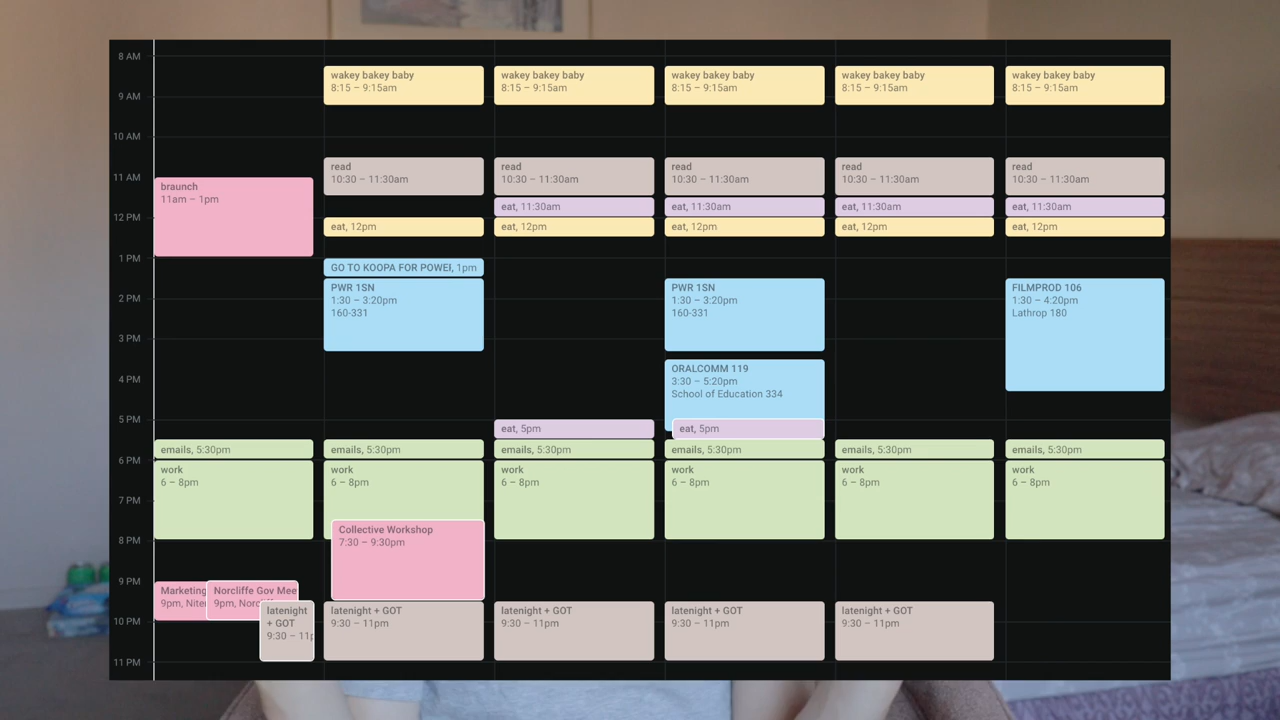 8 AM
9 AM
10 AM
11 AM
12 PM
1 PM
2 PM
3 PM
4 PM
5 PM
6 PM
7 PM
8 PM
9 PM
10 PM
11 PM
braunch
11am – 1pm
emails, 5:30pm
work
6 – 8pm
Marketing
9pm, Nite
Norcliffe Gov Mee
9pm, Norc
latenight
+ GOT
9:30 – 11p
wakey bakey baby
8:15 – 9:15am
read
10:30 – 11:30am
eat, 12pm
GO TO KOOPA FOR POWER, 1pm
PWR 1SN
1:30 – 3:20pm
160-331
emails, 5:30pm
work
6 – 8pm
Collective Workshop
7:30 – 9:30pm
latenight + GOT
9:30 – 11pm
wakey bakey baby
8:15 – 9:15am
read
10:30 – 11:30am
eat, 11:30am
eat, 12pm
eat, 5pm
emails, 5:30pm
work
6 – 8pm
latenight + GOT
9:30 – 11pm
wakey bakey baby
8:15 – 9:15am
read
10:30 – 11:30am
eat, 11:30am
eat, 12pm
PWR 1SN
1:30 – 3:20pm
160-331
ORALCOMM 119
3:30 – 5:20pm
School of Education 334
eat, 5pm
emails, 5:30pm
work
6 – 8pm
latenight + GOT
9:30 – 11pm
wakey bakey baby
8:15 – 9:15am
read
10:30 – 11:30am
eat, 11:30am
eat, 12pm
emails, 5:30pm
work
6 – 8pm
latenight + GOT
9:30 – 11pm
wakey bakey baby
8:15 – 9:15am
read
10:30 – 11:30am
eat, 11:30am
eat, 12pm
FILMPROD 106
1:30 – 4:20pm
Lathrop 180
emails, 5:30pm
work
6 – 8pm